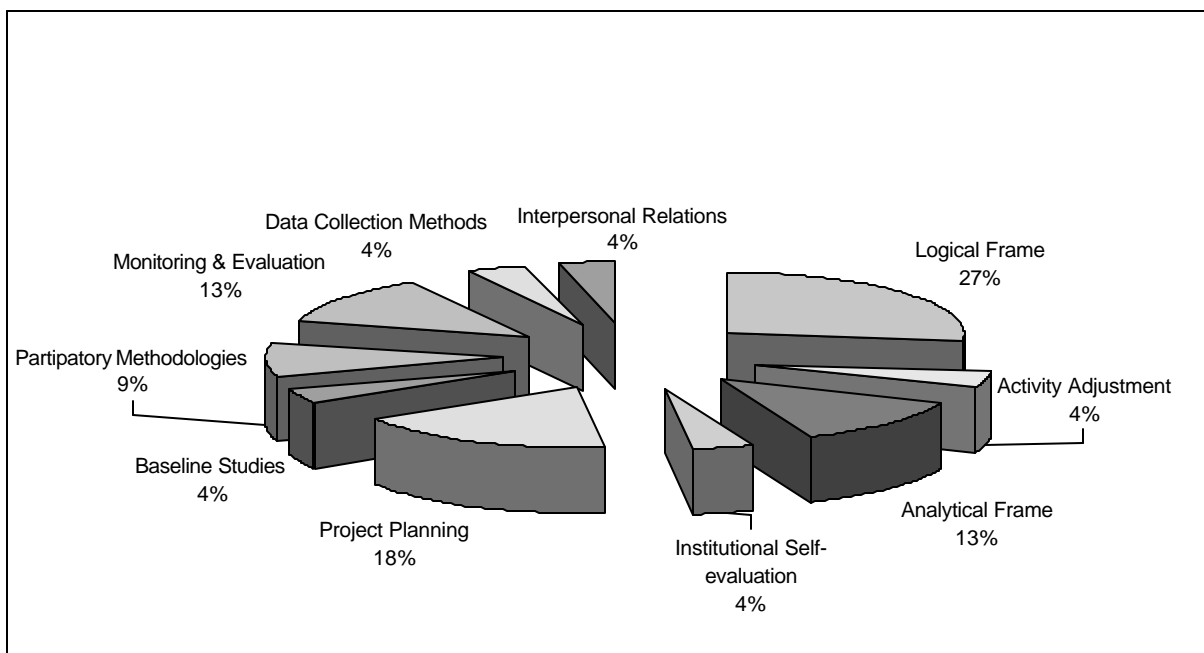 Data Collection Methods
4%
Interpersonal Relations
4%
Monitoring & Evaluation
13%
Logical Frame
27%
Partipatory Methodologies
9%
Activity Adjustment
4%
Baseline Studies
4%
Project Planning
18%
Institutional Self-
evaluation
4%
Analytical Frame
13%